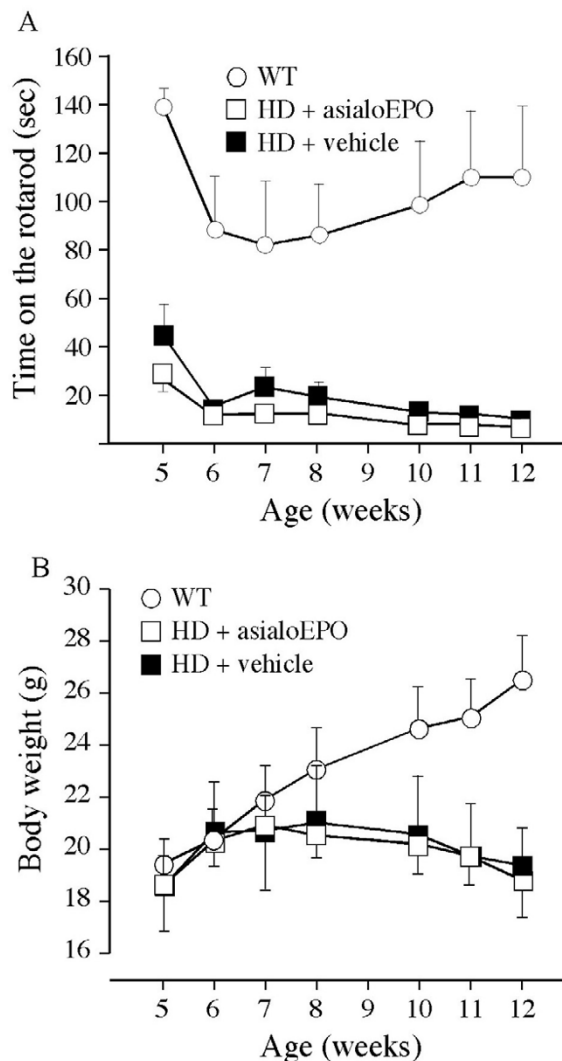 A
Time on the rotarod (sec)
160
140
120
100
80
60
40
20
WT
HD + asialoEPO
HD + vehicle
5 6 7 8 9 10 11 12
Age (weeks)
B
Body weight (g)
30
28
26
24
22
20
18
16
WT
HD + asialoEPO
HD + vehicle
5 6 7 8 9 10 11 12
Age (weeks)